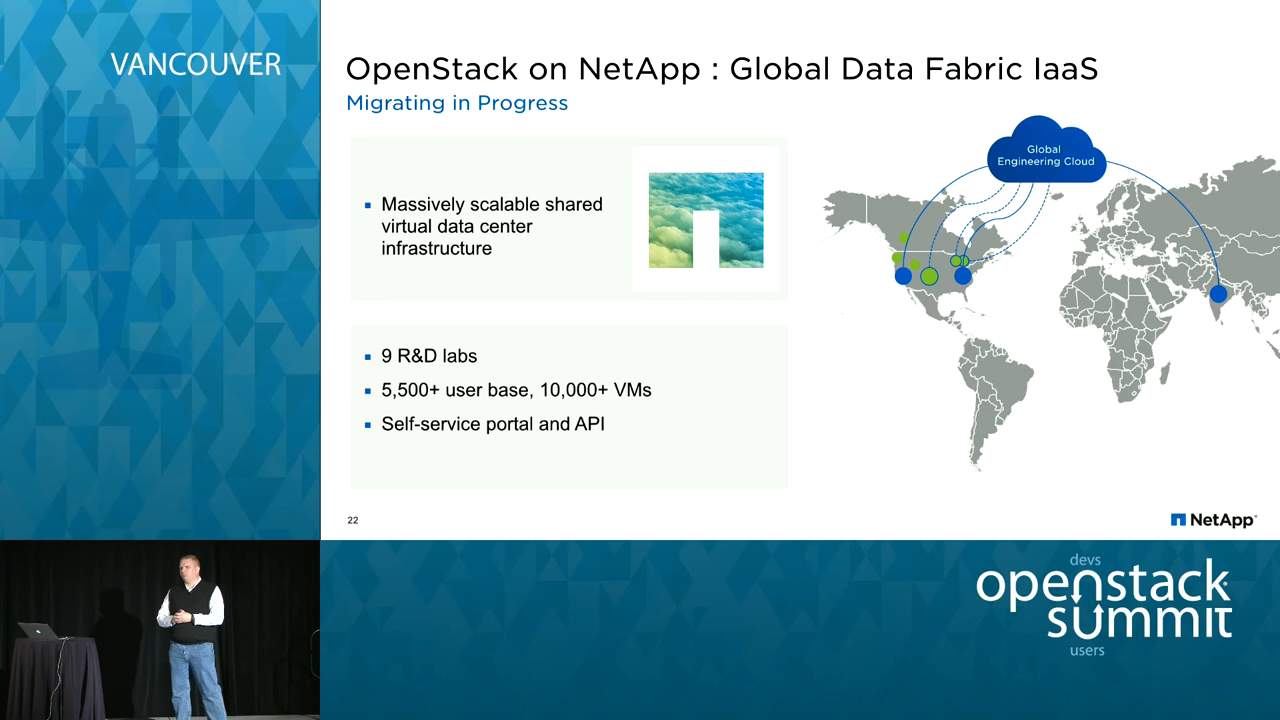 VANCOUVER
OpenStack on NetApp : Global Data Fabric IaaS
Migrating in Progress
Massively scalable shared
virtual data center
infrastructure
Global
Engineering Cloud
9 R&D labs
5,500+ user base, 10,000+ VMs
Self-service portal and API
22
NetApp
devs
openstack
summit
users